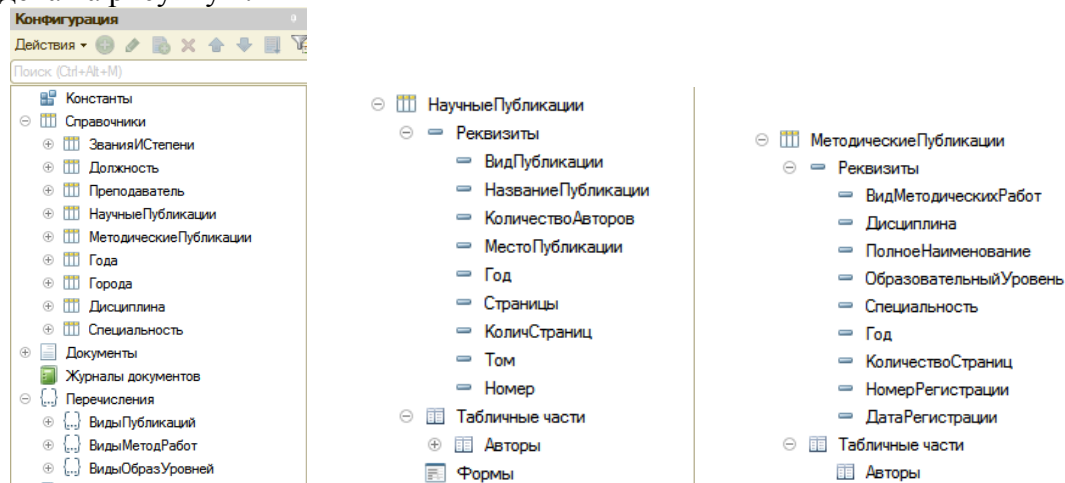 Конфигурация
Действия
Поиск (Ctrl+Alt+M)
Константы
Справочники
ЗванияИСтепени
Должность
Преподаватель
НаучныеПубликации
МетодическиеПубликации
Года
Города
Дисциплина
Специальность
Документы
Журналы документов
Перечисления
ВидыПубликаций
ВидыМетодРабот
ВидыОбразУровней
НаучныеПубликации
Реквизиты
ВидПубликации
НазваниеПубликации
КоличествоАвторов
МестоПубликации
Год
Страницы
КоличСтраниц
Том
Номер
Табличные части
Авторы
Формы
МетодическиеПубликации
Реквизиты
ВидМетодическихРабот
Дисциплина
ПолноеНаименование
ОбразовательныйУровень
Специальность
Год
КоличествоСтраниц
НомерРегистрации
ДатаРегистрации
Табличные части
Авторы